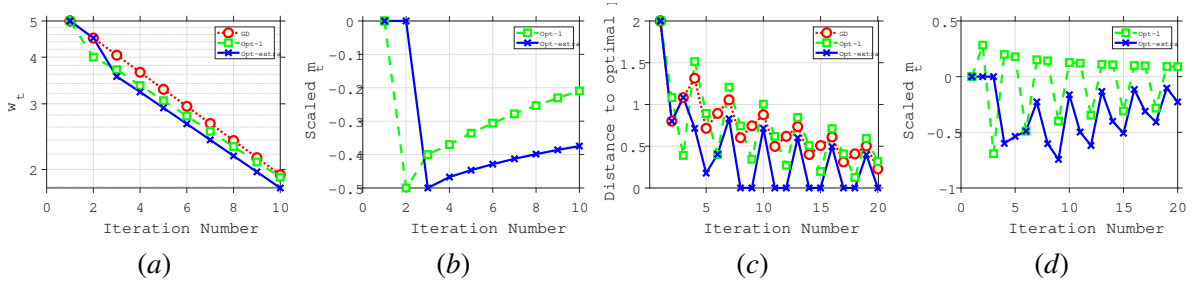 5
4
3
2
0 2 4 6 8 10
w_t
Iteration Number
GD
Opt-1
Opt-extra
(a)
0
-0.1
-0.2
-0.3
-0.4
-0.5
0 2 4 6 8 10
Scaled m_t
Iteration Number
Opt-1
Opt-extra
(b)
2
1.5
1
0.5
0
5 10 15 20
Distance to optimal
Iteration Number
GD
Opt-1
Opt-extra
(c)
0.5
0
-0.5
-1
0 5 10 15 20
Scaled m_t
Iteration Number
Opt-1
Opt-extra
(d)